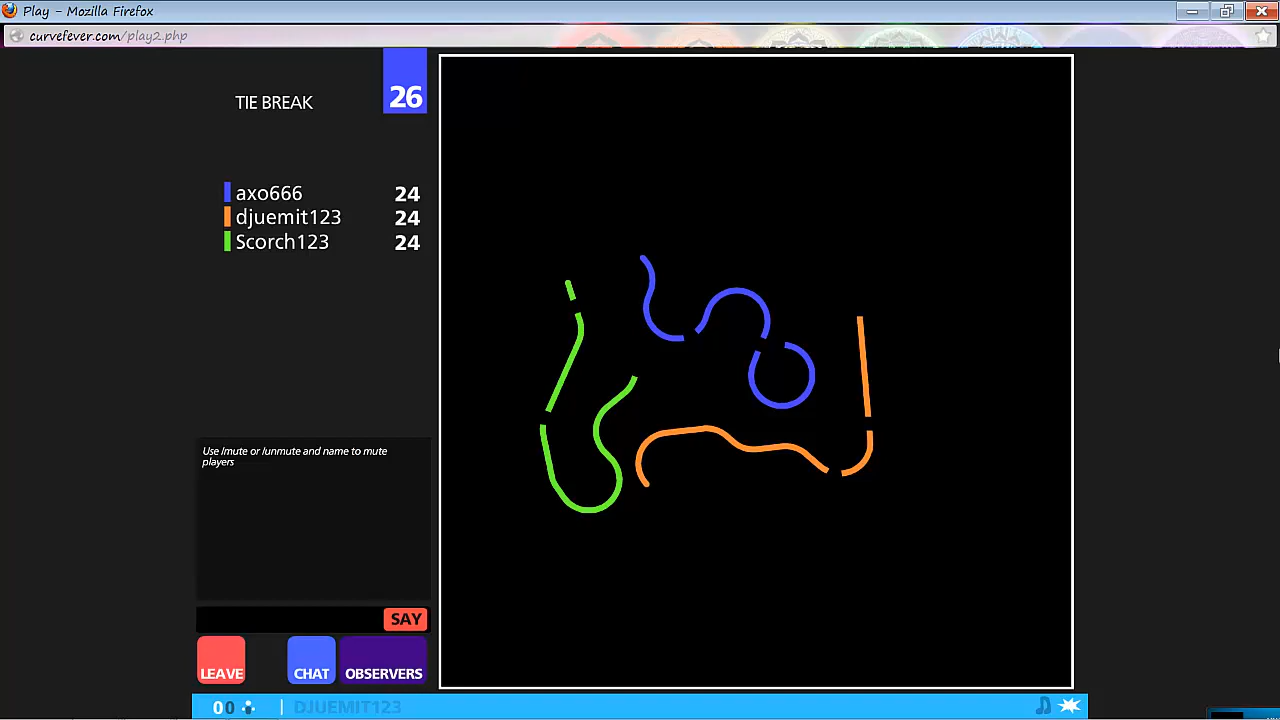 Play - Mozilla Firefox
curvefever.com/play2.php
TIE BREAK
26
axo666 24
djuemit123 24
Scorch123 24
Use /mute or /unmute and name to mute
players
SAY
LEAVE
CHAT
OBSERVERS
00
DJUEMIT123